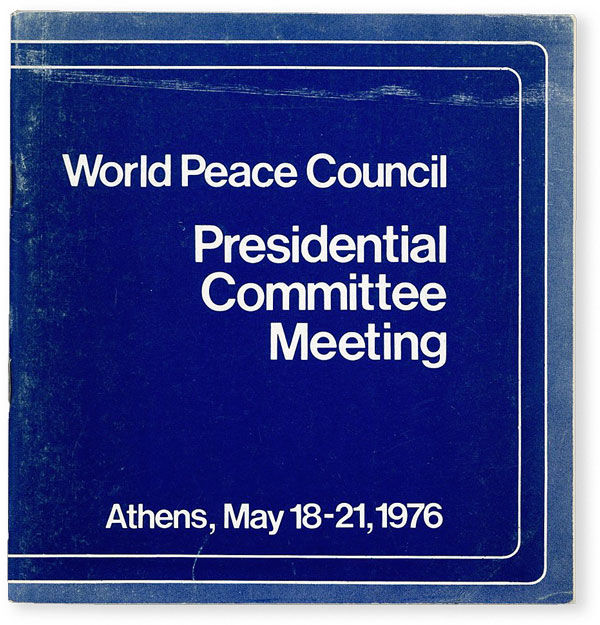 World Peace Council
Presidential
Committee
Meeting
Athens, May 18-21, 1976